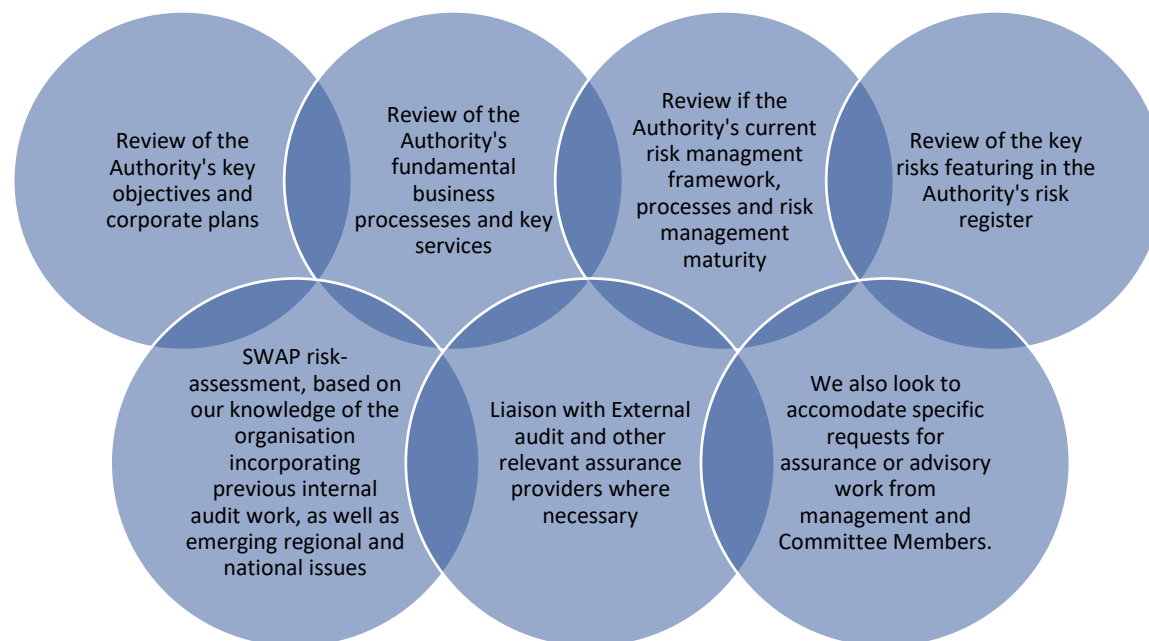 Review of the
Authority's key
objectives and
corporate plans
Review of the
Authority's
fundamental
business
processeses and key
services
Review if the
Authority's current
risk managment
framework,
processes and risk
management
maturity
Review of the key
risks featuring in the
Authority's risk
register
SWAP risk-
assessment, based on
our knowledge of the
organisation
incorporating
previous internal
audit work, as well as
emerging regional and
national issues
Liaison with External
audit and other
relevant assurance
providers where
necessary
We also look to
accomodate specific
requests for
assurance or advisory
work from
management and
Committee Members.